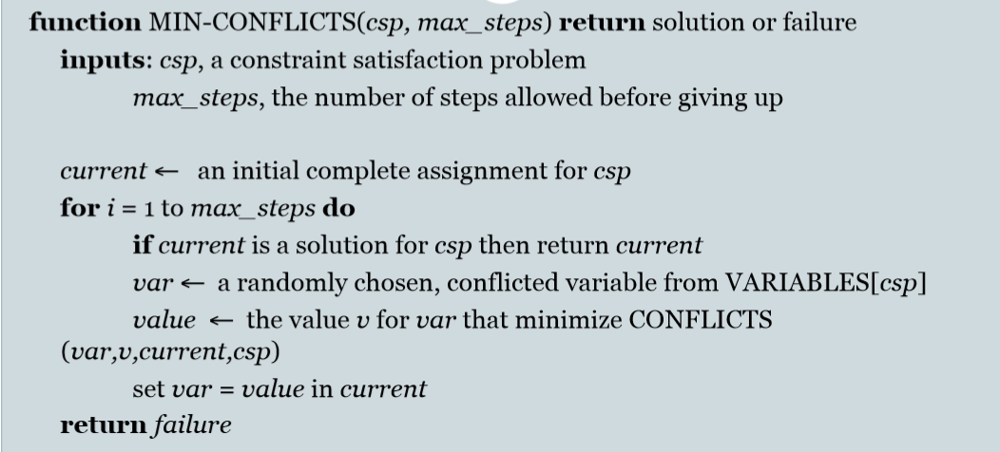 function MIN-CONFLICTS(csp, max_steps) return solution or failure
inputs: csp, a constraint satisfaction problem
max_steps, the number of steps allowed before giving up
current ← an initial complete assignment for csp
for i = 1 to max_steps do
if current is a solution for csp then return current
var ← a randomly chosen, conflicted variable from VARIABLES[csp]
value ← the value v for var that minimize CONFLICTS
(var,v,current,csp)
set var = value in current
return failure